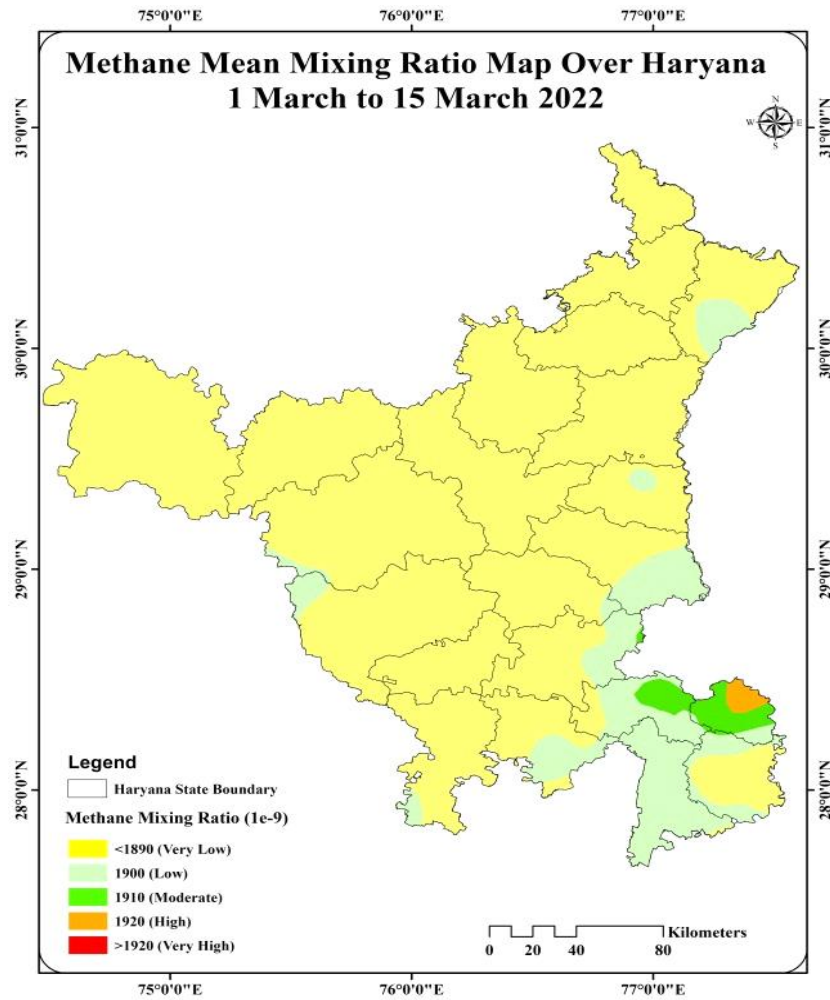 75°0'0"E 76°0'0"E 77°0'0"E
Methane Mean Mixing Ratio Map Over Haryana
1 March to 15 March 2022
N
W E
S
31°0'0"N 31°0'0"N
30°0'0"N 30°0'0"N
29°0'0"N 29°0'0"N
28°0'0"N 28°0'0"N
Legend
Haryana State Boundary
Methane Mixing Ratio (1e-9)
<1890 (Very Low)
1900 (Low)
1910 (Moderate)
1920 (High)
>1920 (Very High)
Kilometers
0 20 40 80
75°0'0"E 76°0'0"E 77°0'0"E